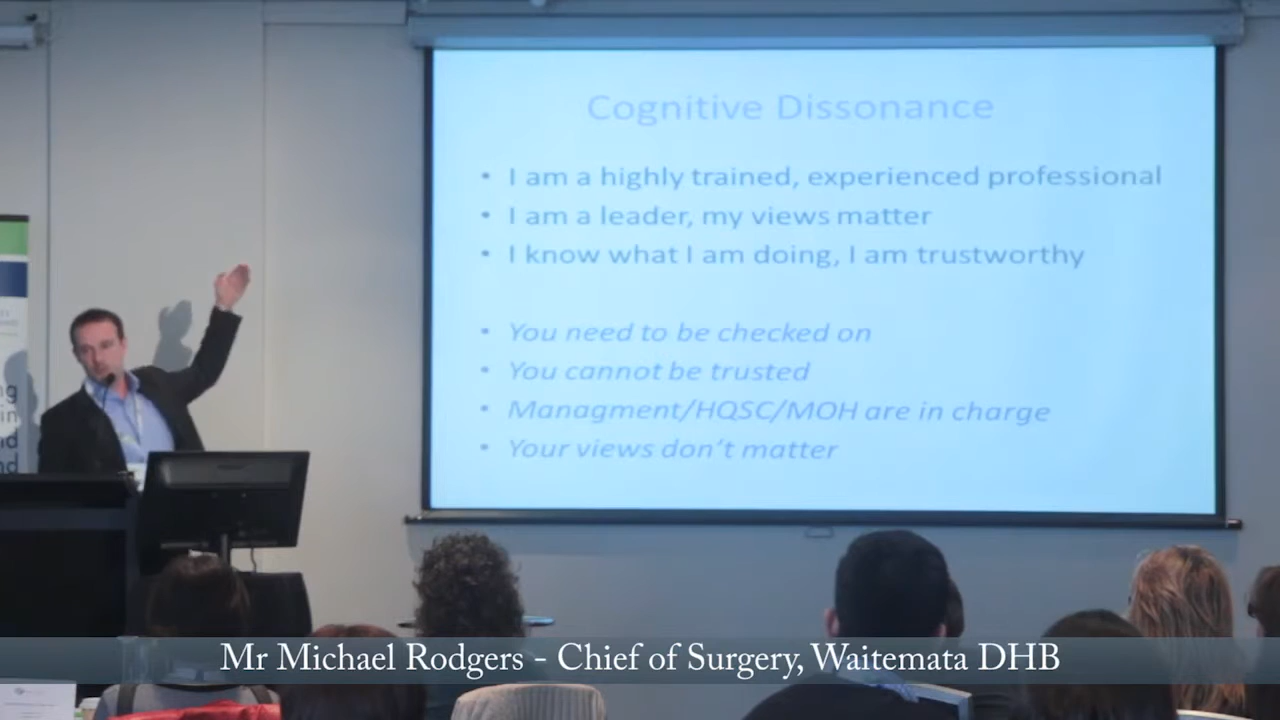 Cognitive Dissonance
• I am a highly trained, experienced professional
• I am a leader, my views matter
• I know what I am doing, I am trustworthy
• You need to be checked on
• You cannot be trusted
• Managment/HQSC/MOH are in charge
• Your views don't matter
Mr Michael Rodgers - Chief of Surgery, Waitemata DHB